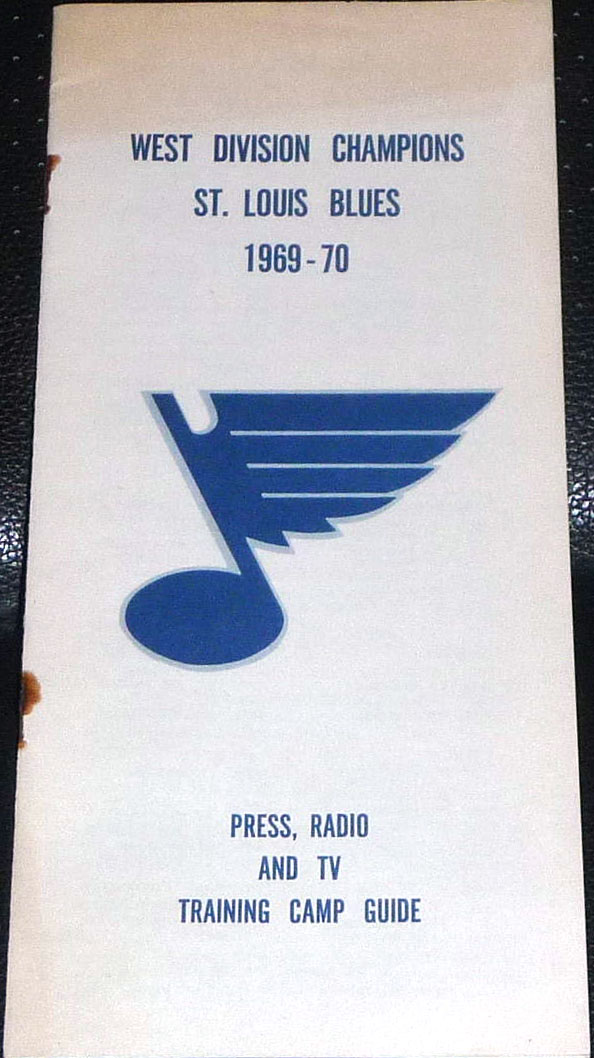 WEST DIVISION CHAMPIONS
ST. LOUIS BLUES
1969-70
PRESS, RADIO
AND TV
TRAINING CAMP GUIDE